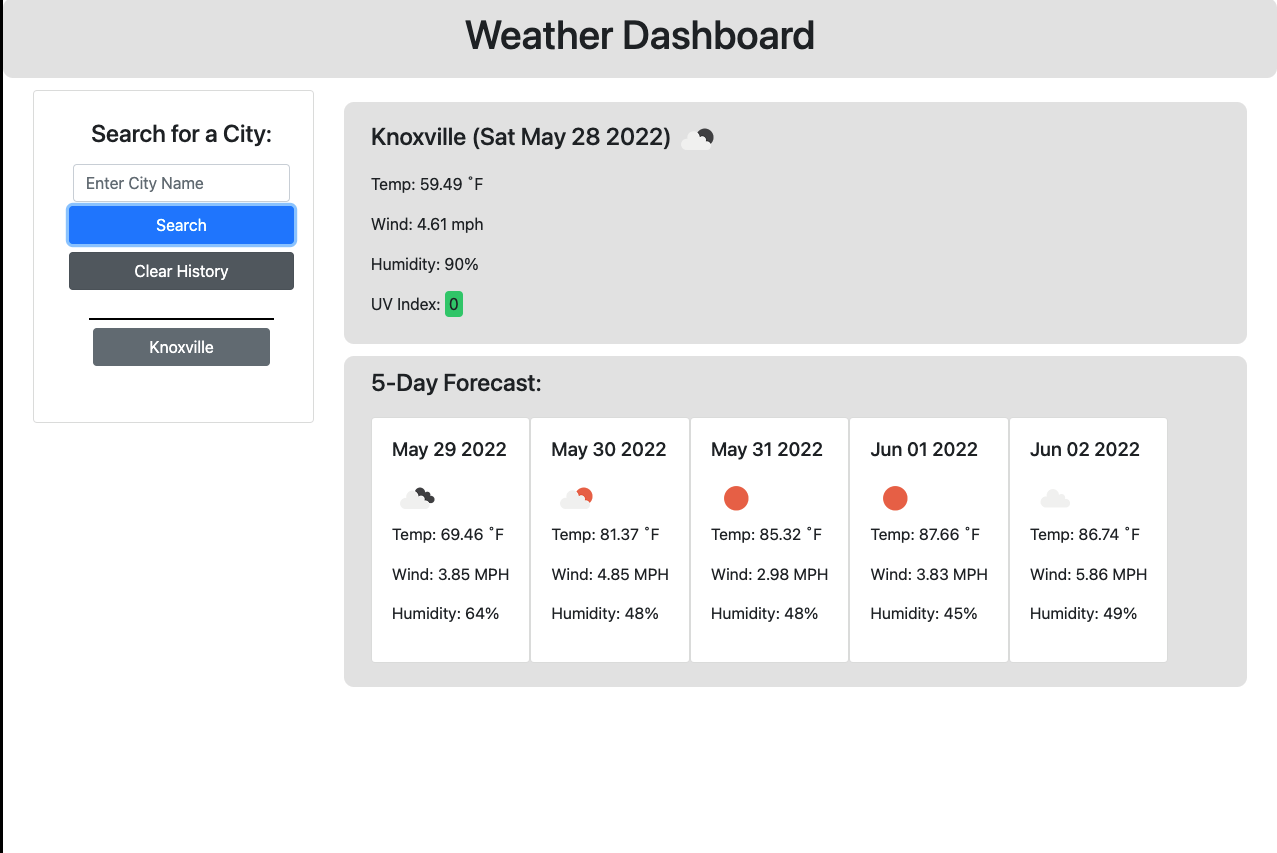 Weather Dashboard
Search for a City:
Enter City Name
Search
Clear History
Knoxville
Knoxville (Sat May 28 2022)
Temp: 59.49 ˚F
Wind: 4.61 mph
Humidity: 90%
UV Index: 0
5-Day Forecast:
May 29 2022
Temp: 69.46 ˚F
Wind: 3.85 MPH
Humidity: 64%
May 30 2022
Temp: 81.37 ˚F
Wind: 4.85 MPH
Humidity: 48%
May 31 2022
Temp: 85.32 ˚F
Wind: 2.98 MPH
Humidity: 48%
Jun 01 2022
Temp: 87.66 ˚F
Wind: 3.83 MPH
Humidity: 45%
Jun 02 2022
Temp: 86.74 ˚F
Wind: 5.86 MPH
Humidity: 49%